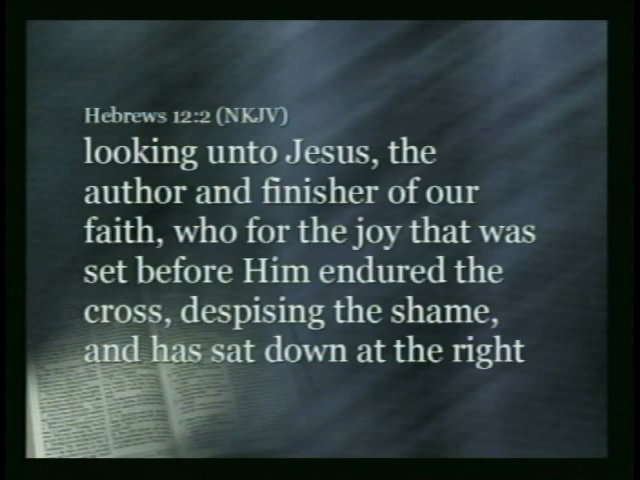 Hebrews 12:2 (NKJV)
looking unto Jesus, the
author and finisher of our
faith, who for the joy that was
set before Him endured the
cross, despising the shame,
and has sat down at the right